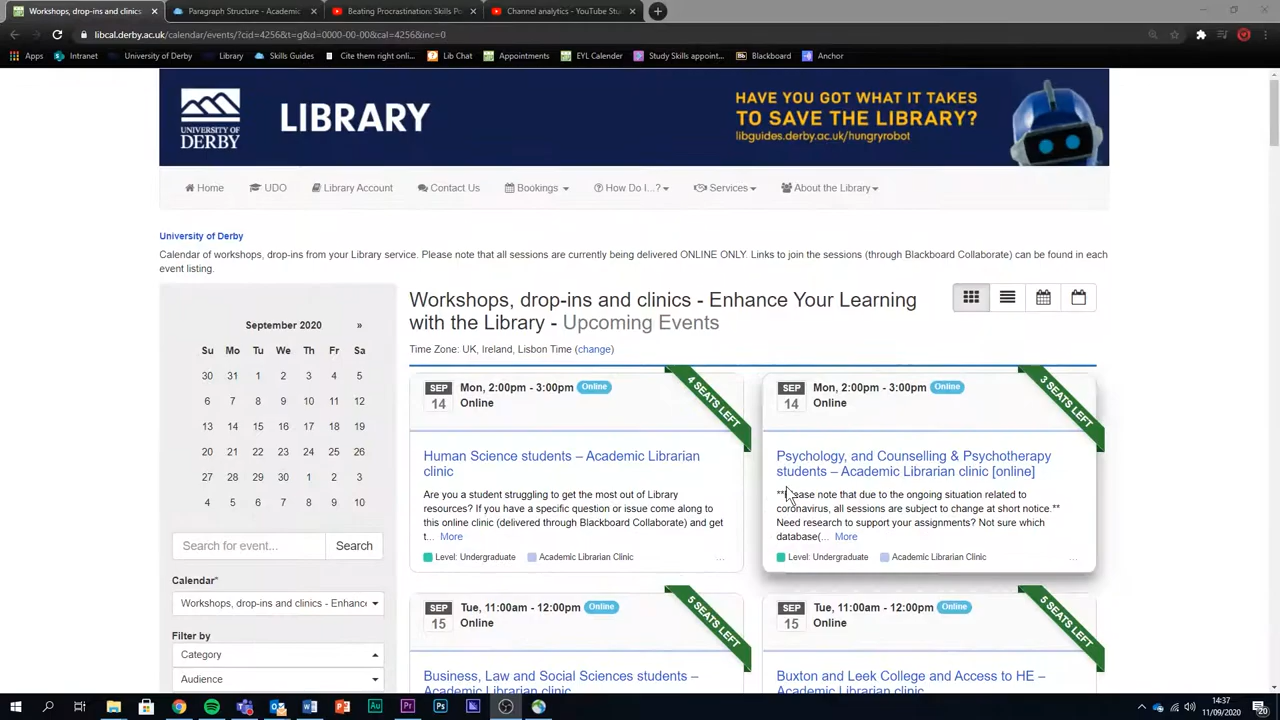 Workshops, drop-ins and clinics
Paragraph Structure - Academic
Beating Procrastination: Skills Po
Channel analytics - YouTube Stu
libcal.derby.ac.uk/calendar/events/?cid=4256&t=g&d=0000-00-00&cal=4256&inc=0
Apps
Intranet
University of Derby
Library
Skills Guides
Cite them right onli...
Lib Chat
Appointments
EYL Calender
Study Skills appoint...
Blackboard
Anchor
UNIVERSITY OF
DERBY
LIBRARY
HAVE YOU GOT WHAT IT TAKES
TO SAVE THE LIBRARY?
libguides.derby.ac.uk/hungryrobot
Home
UDO
Library Account
Contact Us
Bookings
How Do I...?
Services
About the Library
University of Derby
Calendar of workshops, drop-ins from your Library service. Please note that all sessions are currently being delivered ONLINE ONLY. Links to join the sessions (through Blackboard Collaborate) can be found in each
event listing.
September 2020 »
Su Mo Tu We Th Fr Sa
30 31 1 2 3 4 5
6 7 8 9 10 11 12
13 14 15 16 17 18 19
20 21 22 23 24 25 26
27 28 29 30 1 2 3
4 5 6 7 8 9 10
Search for event...
Search
Calendar*
Workshops, drop-ins and clinics - Enhanc
Filter by
Category
Audience
Workshops, drop-ins and clinics - Enhance Your Learning
with the Library - Upcoming Events
Time Zone: UK, Ireland, Lisbon Time (change)
SEP
14
Mon, 2:00pm - 3:00pm Online
Online
4 SEATS LEFT
Human Science students – Academic Librarian
clinic
Are you a student struggling to get the most out of Library
resources? If you have a specific question or issue come along to
this online clinic (delivered through Blackboard Collaborate) and get
t... More
Level: Undergraduate
Academic Librarian Clinic
...
SEP
14
Mon, 2:00pm - 3:00pm Online
Online
3 SEATS LEFT
Psychology, and Counselling & Psychotherapy
students – Academic Librarian clinic [online]
note that due to the ongoing situation related to
coronavirus, all sessions are subject to change at short notice.**
Need research to support your assignments? Not sure which
database(... More
Level: Undergraduate
Academic Librarian Clinic
...
SEP
15
Tue, 11:00am - 12:00pm Online
Online
5 SEATS LEFT
Business, Law and Social Sciences students –
Academic Librarian clinic
SEP
15
Tue, 11:00am - 12:00pm Online
Online
5 SEATS LEFT
Buxton and Leek College and Access to HE –
Academic Librarian clinic
14:37
11/09/2020
20